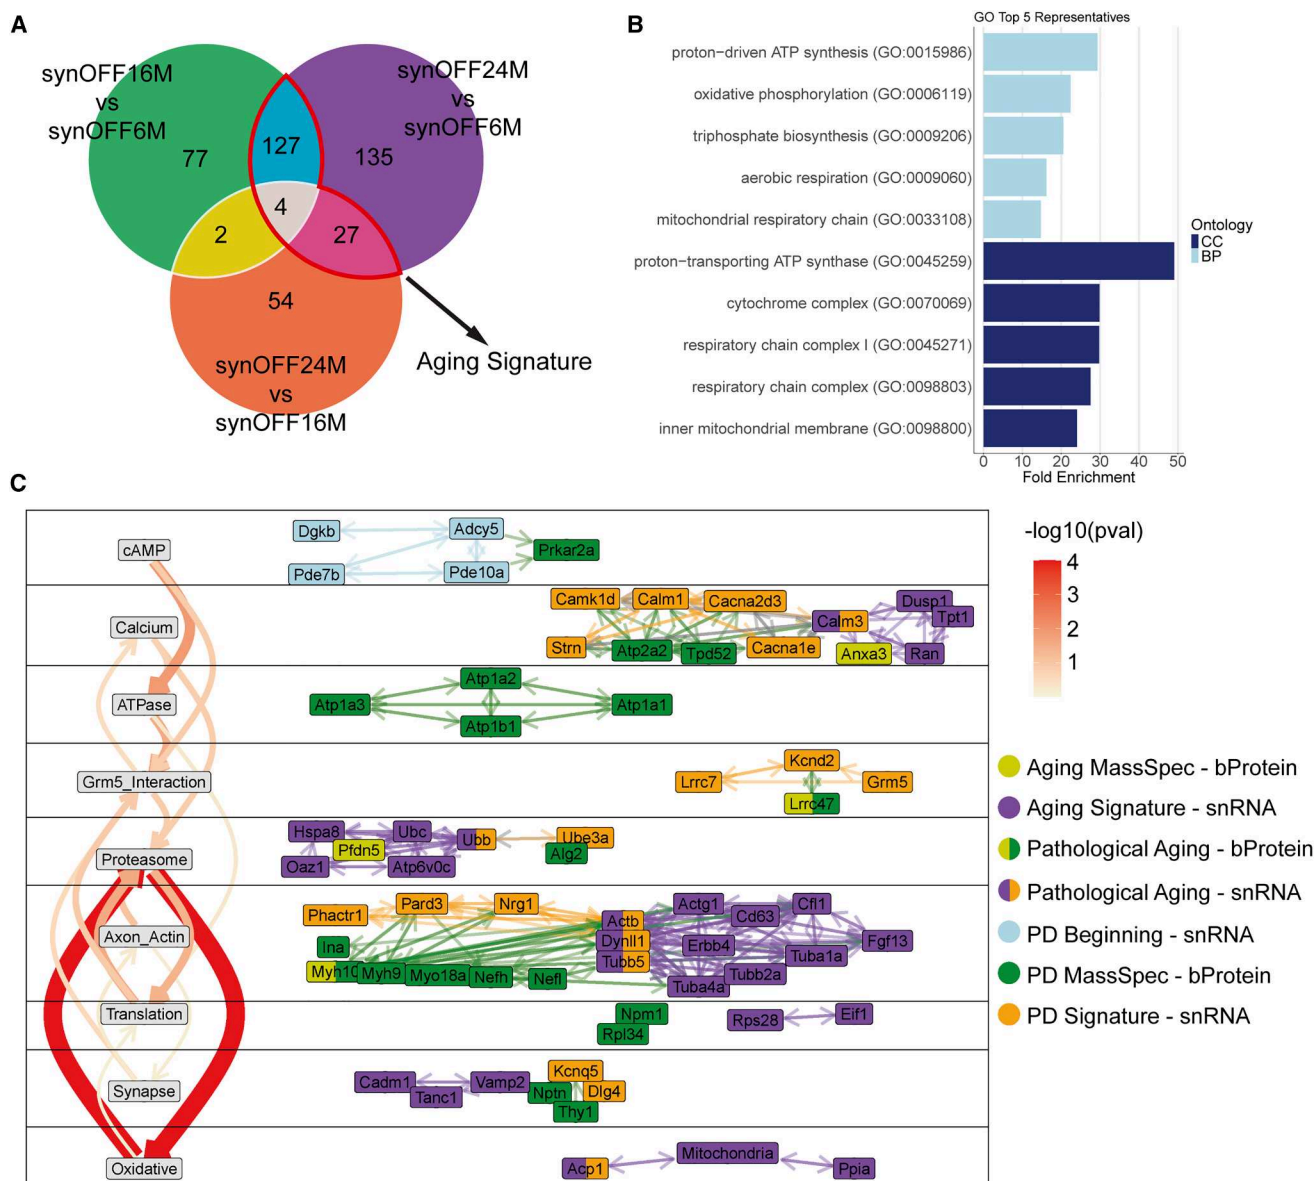 A
synOFF16M
vs
synOFF6M
synOFF24M
vs
synOFF6M
127
77
135
4
2
27
54
synOFF24M
vs
synOFF16M
Aging Signature
B
GO Top 5 Representatives
proton-driven ATP synthesis (GO:0015986)
oxidative phosphorylation (GO:0006119)
triphosphate biosynthesis (GO:0009206)
aerobic respiration (GO:0009060)
mitochondrial respiratory chain (GO:0033108)
proton-transporting ATP synthase (GO:0045259)
cytochrome complex (GO:0070069)
respiratory chain complex I (GO:0045271)
respiratory chain complex (GO:0098803)
inner mitochondrial membrane (GO:0098800)
0 10 20 30 40 50
Fold Enrichment
Ontology
CC
BP
C
cAMP
Dgkb
Adcy5
Prkar2a
Pde7b
Pde10a
Calcium
Camk1d
Calm1
Cacna2d3
Dusp1
Calm3
Tpt1
Strn
Atp2a2
Tpd52
Cacna1e
Anxa3
Ran
ATPase
Atp1a2
Atp1a3
Atp1a1
Atp1b1
Grm5_Interaction
Kcnd2
Lrrc7
Grm5
Lrrc47
Proteasome
Hspa8
Ubc
Ubb
Ube3a
Pfdn5
Alg2
Oaz1
Atp6v0c
Axon_Actin
Phactr1
Pard3
Nrg1
Actb
Actg1
Cd63
Cfl1
Ina
Dynll1
Erbb4
Fgf13
Tubb5
Tuba1a
Myh10
Myh9
Myo18a
Nefh
Nefl
Tubb2a
Tuba4a
Translation
Npm1
Rpl34
Rps28
Eif1
Synapse
Cadm1
Tanc1
Vamp2
Kcnq5
Nptn
Dlg4
Thy1
Oxidative
Acp1
Mitochondria
Ppia
-log10(pval)
4
3
2
1
Aging MassSpec - bProtein
Aging Signature - snRNA
Pathological Aging - bProtein
Pathological Aging - snRNA
PD Beginning - snRNA
PD MassSpec - bProtein
PD Signature - snRNA